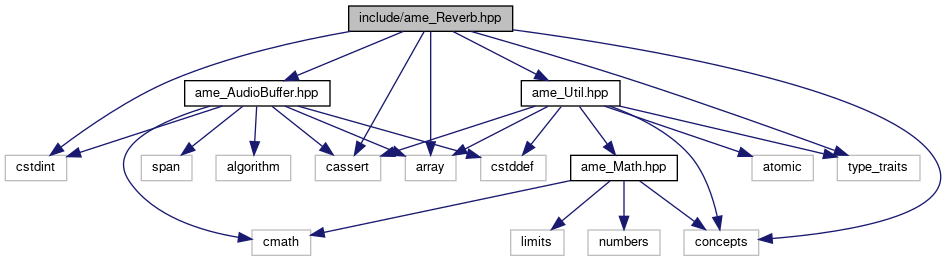 include/ame_Reverb.hpp
ame_AudioBuffer.hpp
ame_Util.hpp
cstdint
span
algorithm
cassert
array
cstddef
ame_Math.hpp
atomic
type_traits
cmath
limits
numbers
concepts